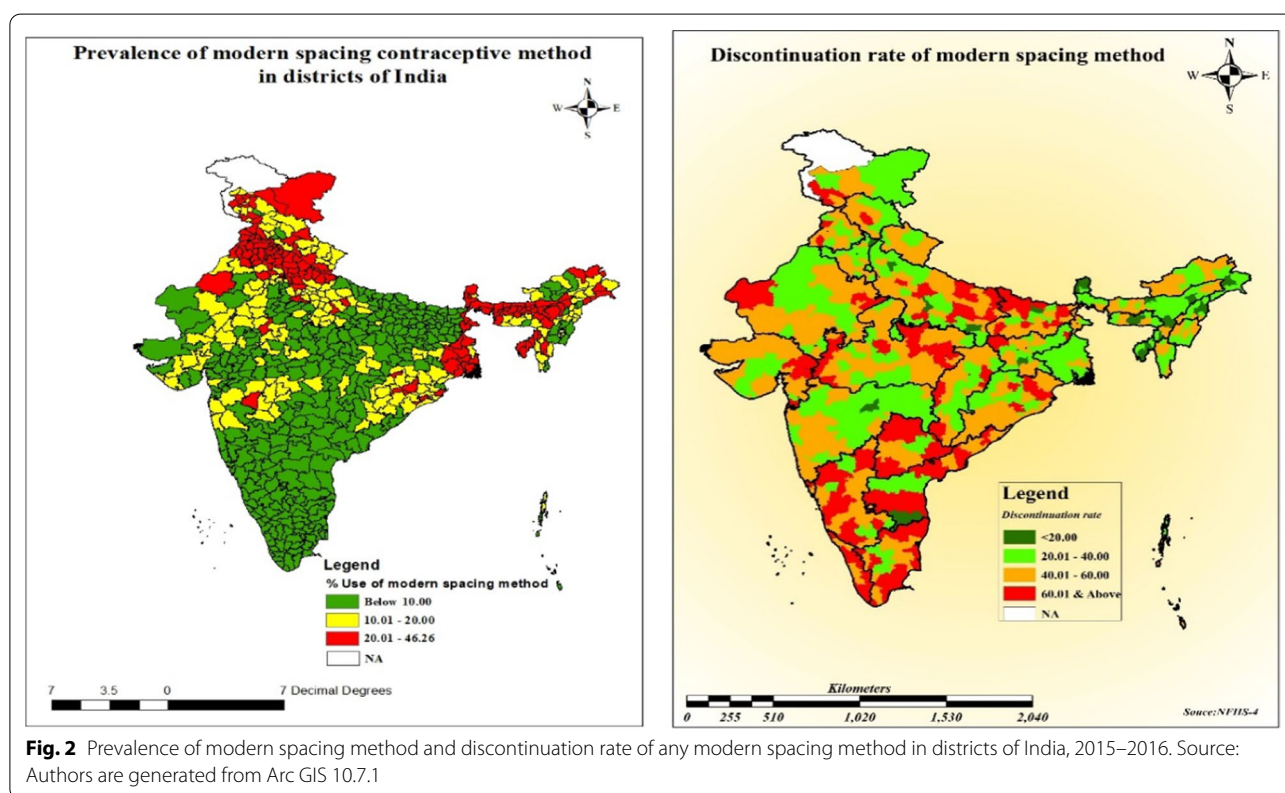 Prevalence of modern spacing contraceptive method
in districts of India
N
W
E
S
Legend
% Use of modern spacing method
Below 10.00
10.01 - 20.00
20.01 - 46.26
NA
7
3.5
0
7 Decimal Degrees
Discontinuation rate of modern spacing method
N
W
E
S
Legend
Discontinuation rate
<20.00
20.01 - 40.00
40.01 - 60.00
60.01 & Above
NA
Kilometers
0
255
510
1,020
1,530
2,040
Souce:NFHS-4
Fig. 2 Prevalence of modern spacing method and discontinuation rate of any modern spacing method in districts of India, 2015–2016. Source:
Authors are generated from Arc GIS 10.7.1